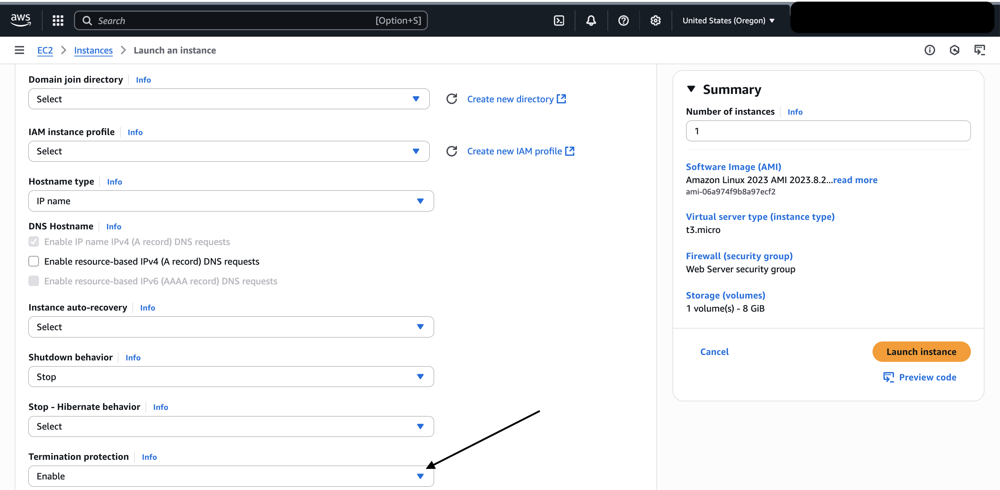 aws
Search [Option+S]
United States (Oregon)
EC2 Instances Launch an instance
Domain join directory Info
Select
Create new directory
IAM instance profile Info
Select
Create new IAM profile
Hostname type Info
IP name
DNS Hostname Info
Enable IP name IPv4 (A record) DNS requests
Enable resource-based IPv4 (A record) DNS requests
Enable resource-based IPv6 (AAAA record) DNS requests
Instance auto-recovery Info
Select
Shutdown behavior Info
Stop
Stop - Hibernate behavior Info
Select
Termination protection Info
Enable
Summary
Number of instances Info
1
Software Image (AMI)
Amazon Linux 2023 AMI 2023.8.2...read more
ami-06a974f9b8a97ecf2
Virtual server type (instance type)
t3.micro
Firewall (security group)
Web Server security group
Storage (volumes)
1 volume(s) - 8 GiB
Cancel
Launch instance
Preview code